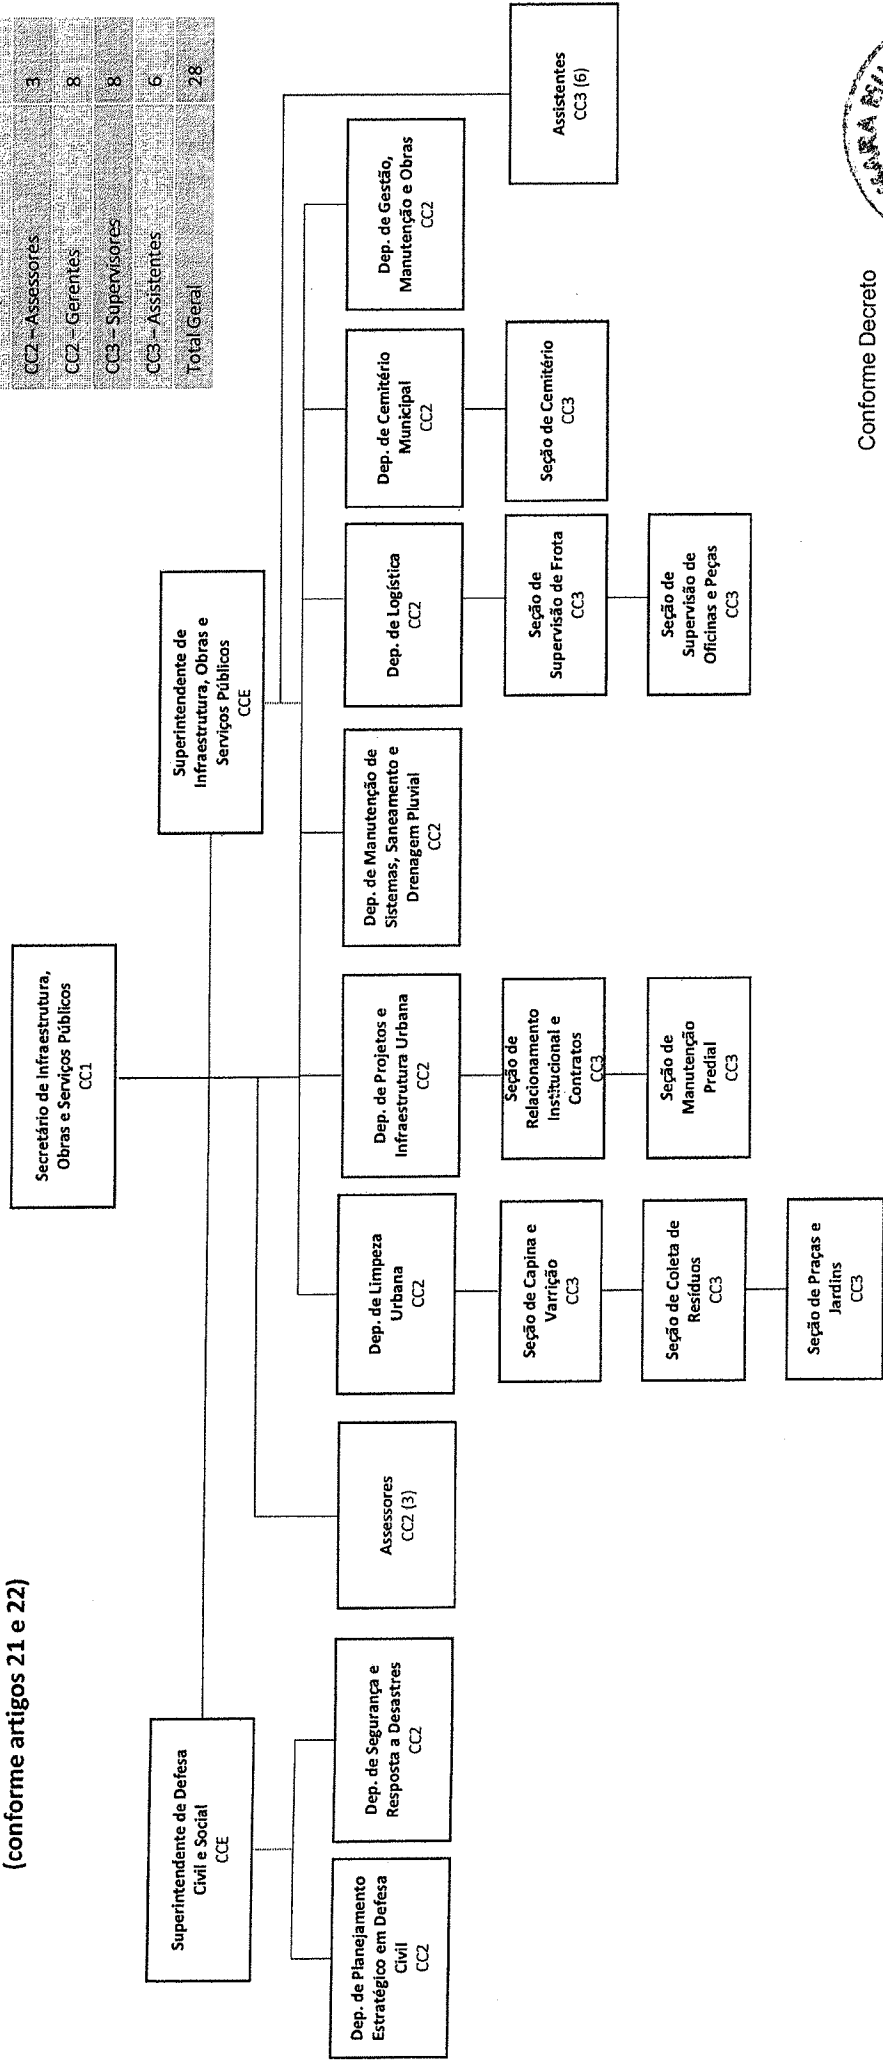 (conforme artigos 21 e 22)
CC2 – Assessores 3
CC2 – Gerentes 8
CC3 – Supervisores 8
CC3 – Assistentes 6
Total Geral 28
Secretário de Infraestrutura,
Obras e Serviços Públicos
CC1
Superintendente de Defesa
Civil e Social
CCE
Superintendente de
Infraestrutura, Obras e
Serviços Públicos
CCE
Dep. de Planejamento
Estratégico em Defesa
Civil
CC2
Dep. de Segurança e
Resposta a Desastres
CC2
Assessores
CC2 (3)
Dep. de Limpeza
Urbana
CC2
Dep. de Projetos e
Infraestrutura Urbana
CC2
Dep. de Manutenção de
Sistemas, Saneamento e
Drenagem Pluvial
CC2
Dep. de Logística
CC2
Dep. de Cemitério
Municipal
CC2
Dep. de Gestão,
Manutenção e Obras
CC2
Assistentes
CC3 (6)
Seção de Capina e
Varrição
CC3
Seção de Relacionamento
Institucional e
Contratos
CC3
Seção de
Supervisão de Frota
CC3
Seção de Cemitério
CC3
Seção de Coleta de
Resíduos
CC3
Seção de
Manutenção
Predial
CC3
Seção de
Supervisão de
Oficinas e Peças
CC3
Seção de Praças e
Jardins
CC3
Conforme Decreto